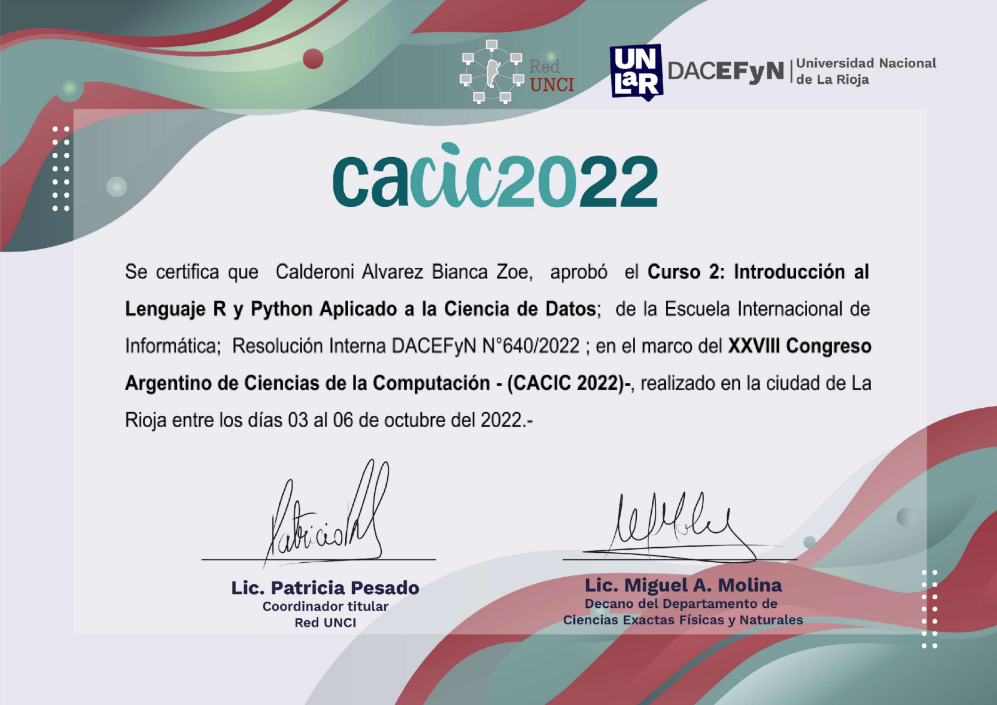 Red
UNCI
UNLaR
DACEFyN
Universidad Nacional
de La Rioja
cacic2022
Se certifica que Calderoni Alvarez Bianca Zoe, aprobó el Curso 2: Introducción al
Lenguaje R y Python Aplicado a la Ciencia de Datos; de la Escuela Internacional de
Informática; Resolución Interna DACEFyN N°640/2022 ; en el marco del XXVIII Congreso
Argentino de Ciencias de la Computación - (CACIC 2022)-, realizado en la ciudad de La
Rioja entre los días 03 al 06 de octubre del 2022.-
Lic. Patricia Pesado
Coordinador titular
Red UNCI
Lic. Miguel A. Molina
Decano del Departamento de
Ciencias Exactas Físicas y Naturales